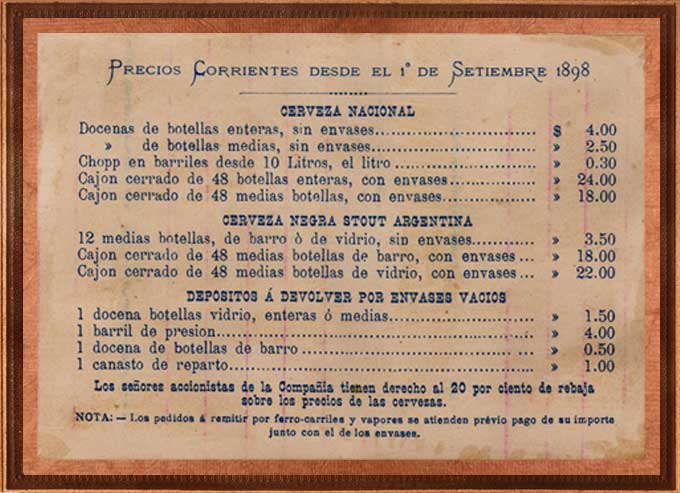 PRECIOS CORRIENTES DESDE EL 1º DE SETIEMBRE 1898
CERVEZA NACIONAL
Docenas de botellas enteras, sin envases............................ $ 4.00
» de botellas medias, sin envases............................ » 2.50
Chopp en barriles desde 10 Litros, el litro........................ » 0.30
Cajon cerrado de 48 botellas enteras, con envases.............. » 24.00
Cajon cerrado de 48 medias botellas, con envases.............. » 18.00
CERVEZA NEGRA STOUT ARGENTINA
12 medias botellas, de barro ò de vidrio, sin envases........... » 3.50
Cajon cerrado de 48 medias botellas de barro, con envases... » 18.00
Cajon cerrado de 48 medias botellas de vidrio, con envases... » 22.00
DEPOSITOS Á DEVOLVER POR ENVASES VACIOS
1 docena botellas vidrio, enteras ó medias......................... » 1.50
1 barril de presion........................................................ » 4.00
1 docena de botellas de barro........................................ » 0.50
1 canasto de reparto..................................................... » 1.00
Los señores accionistas de la Compañia tienen derecho al 20 por ciento de rebaja
sobre los precios de las cervezas.
NOTA: — Los pedidos á remitir por ferro-carriles y vapores se atienden prévio pago de su importe
junto con el de los envases.